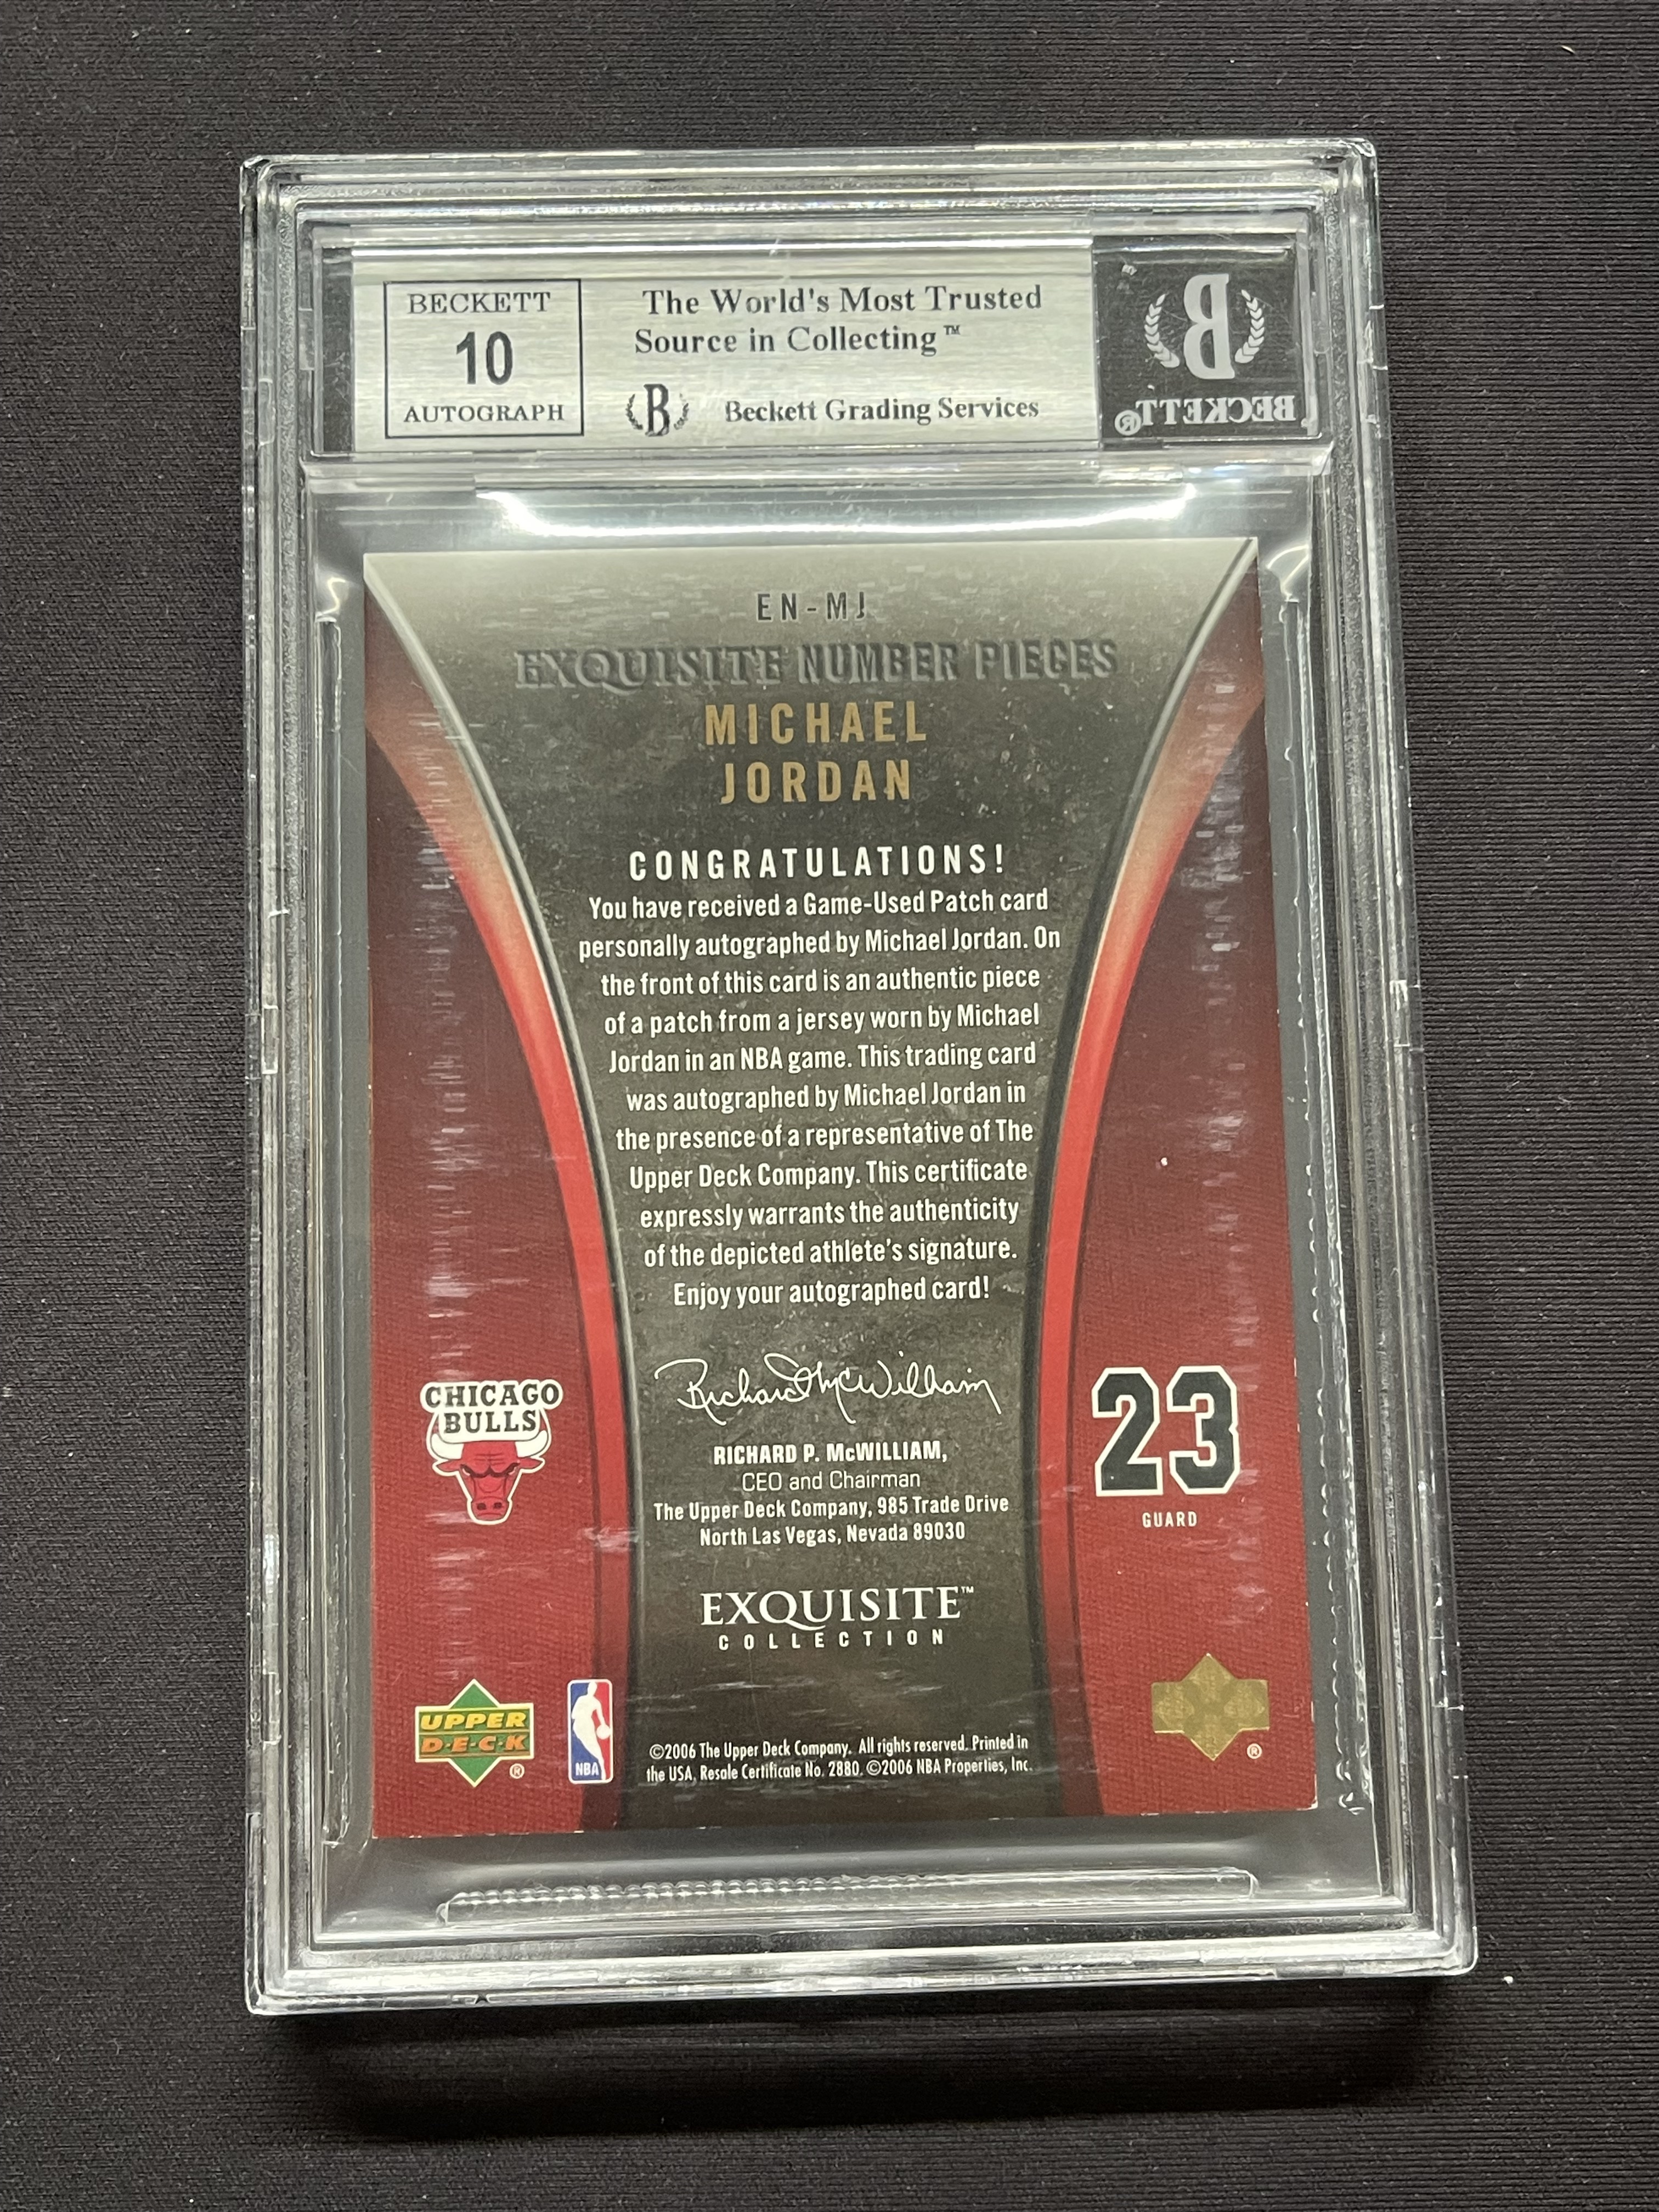 BECKETT
10
AUTOGRAPH
The World's Most Trusted
Source in Collecting™
B
Beckett Grading Services
B
BECKETT®
EN-MJ
EXQUISITE NUMBER PIECES
MICHAEL
JORDAN
CONGRATULATIONS!
You have received a Game-Used Patch card
personally autographed by Michael Jordan. On
the front of this card is an authentic piece
of a patch from a jersey worn by Michael
Jordan in an NBA game. This trading card
was autographed by Michael Jordan in
the presence of a representative of The
Upper Deck Company. This certificate
expressly warrants the authenticity
of the depicted athlete's signature.
Enjoy your autographed card!
Richard McWilliam
RICHARD P. McWILLIAM,
CEO and Chairman
The Upper Deck Company, 985 Trade Drive
North Las Vegas, Nevada 89030
CHICAGO
BULLS
23
GUARD
EXQUISITE™
COLLECTION
UPPER
D·E·C·K
®
NBA
©2006 The Upper Deck Company. All rights reserved. Printed in
the USA. Resale Certificate No. 2880. ©2006 NBA Properties, Inc.
®